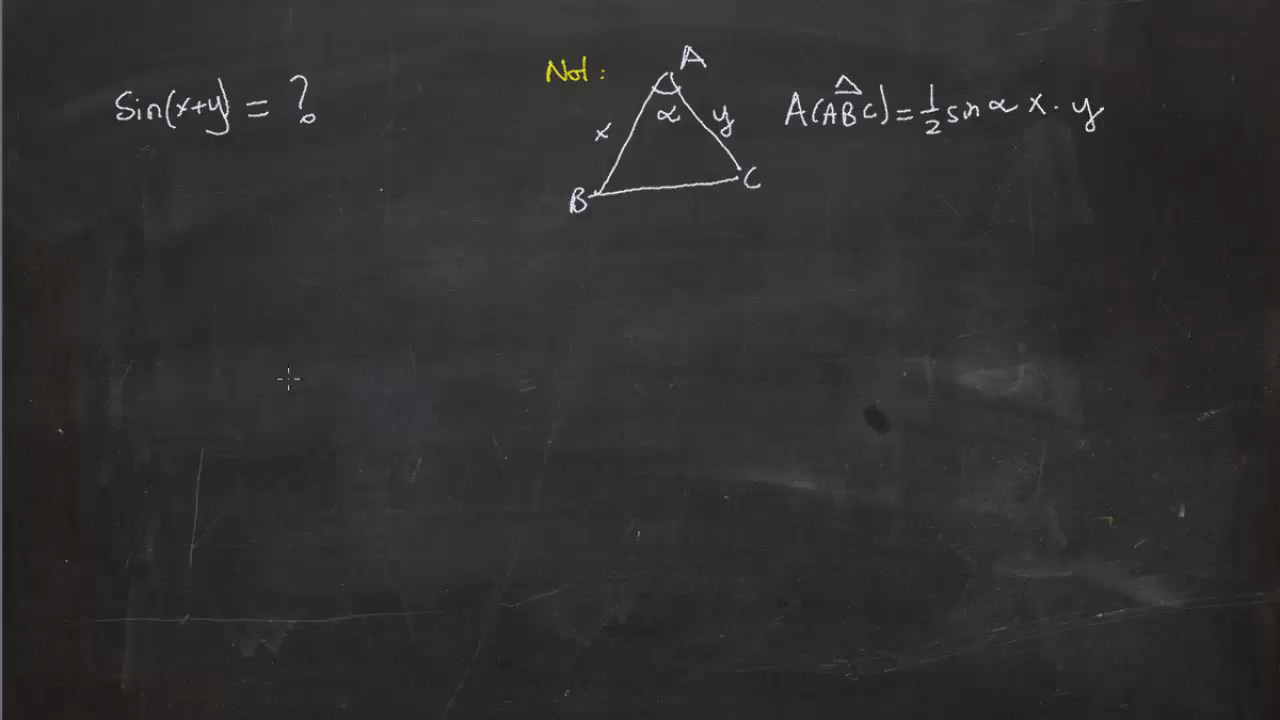 Sin(x+y) = ?
Not:
A
α
x
y
B
C
A(ABC) = 1/2 sin α x · y